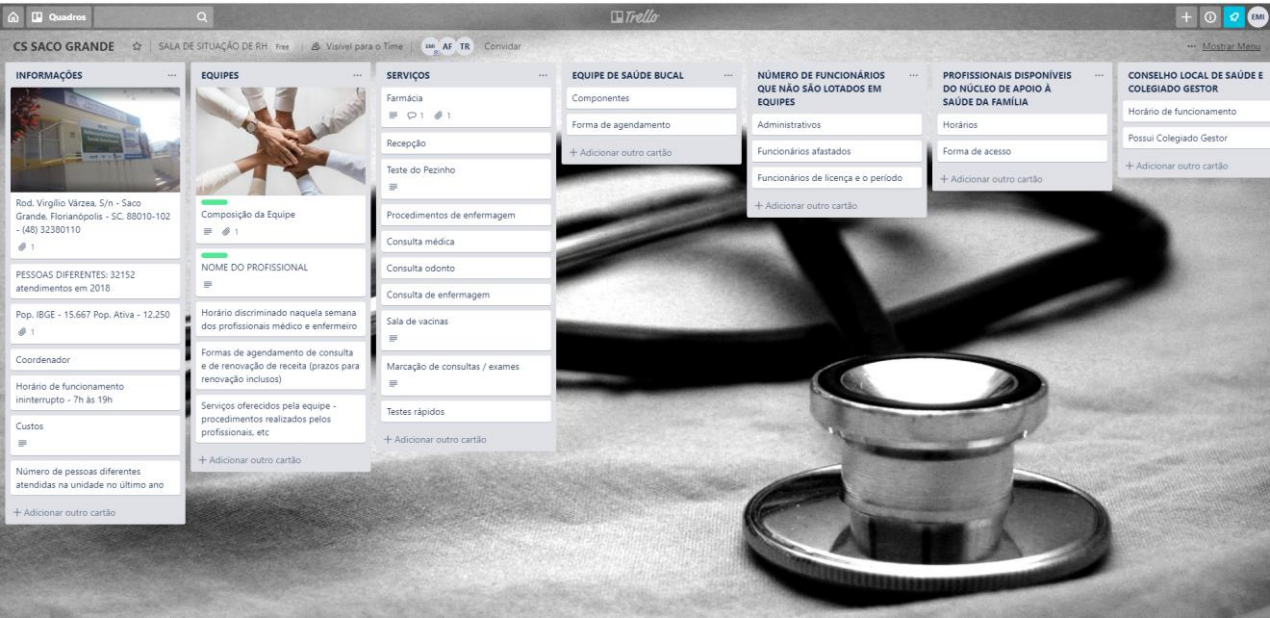 Quadros
Trello
EMI
CS SACO GRANDE
SALA DE SITUAÇÃO DE RH Free
Visível para o Time
EMI AF TR
Convidar
... Mostrar Menu
INFORMAÇÕES
Rod. Virgílio Várzea, S/n - Saco
Grande, Florianópolis - SC, 88010-102
- (48) 32380110
1
PESSOAS DIFERENTES: 32152
atendimentos em 2018
Pop. IBGE - 15.667 Pop. Ativa - 12.250
1
Coordenador
Horário de funcionamento
ininterrupto - 7h às 19h
Custos
Número de pessoas diferentes
atendidas na unidade no último ano
+ Adicionar outro cartão
EQUIPES
Composição da Equipe
1
NOME DO PROFISSIONAL
Horário discriminado naquela semana
dos profissionais médico e enfermeiro
Formas de agendamento de consulta
e de renovação de receita (prazos para
renovação inclusos)
Serviços oferecidos pela equipe -
procedimentos realizados pelos
profissionais, etc
+ Adicionar outro cartão
SERVIÇOS
Farmácia
1 1
Recepção
Teste do Pezinho
Procedimentos de enfermagem
Consulta médica
Consulta odonto
Consulta de enfermagem
Sala de vacinas
Marcação de consultas / exames
Testes rápidos
+ Adicionar outro cartão
EQUIPE DE SAÚDE BUCAL
Componentes
Forma de agendamento
+ Adicionar outro cartão
NÚMERO DE FUNCIONÁRIOS
QUE NÃO SÃO LOTADOS EM
EQUIPES
Administrativos
Funcionários afastados
Funcionários de licença e o período
+ Adicionar outro cartão
PROFISSIONAIS DISPONÍVEIS
DO NÚCLEO DE APOIO À
SAÚDE DA FAMÍLIA
Horários
Forma de acesso
+ Adicionar outro cartão
CONSELHO LOCAL DE SAÚDE E
COLEGIADO GESTOR
Horário de funcionamento
Possui Colegiado Gestor
+ Adicionar outro cartão